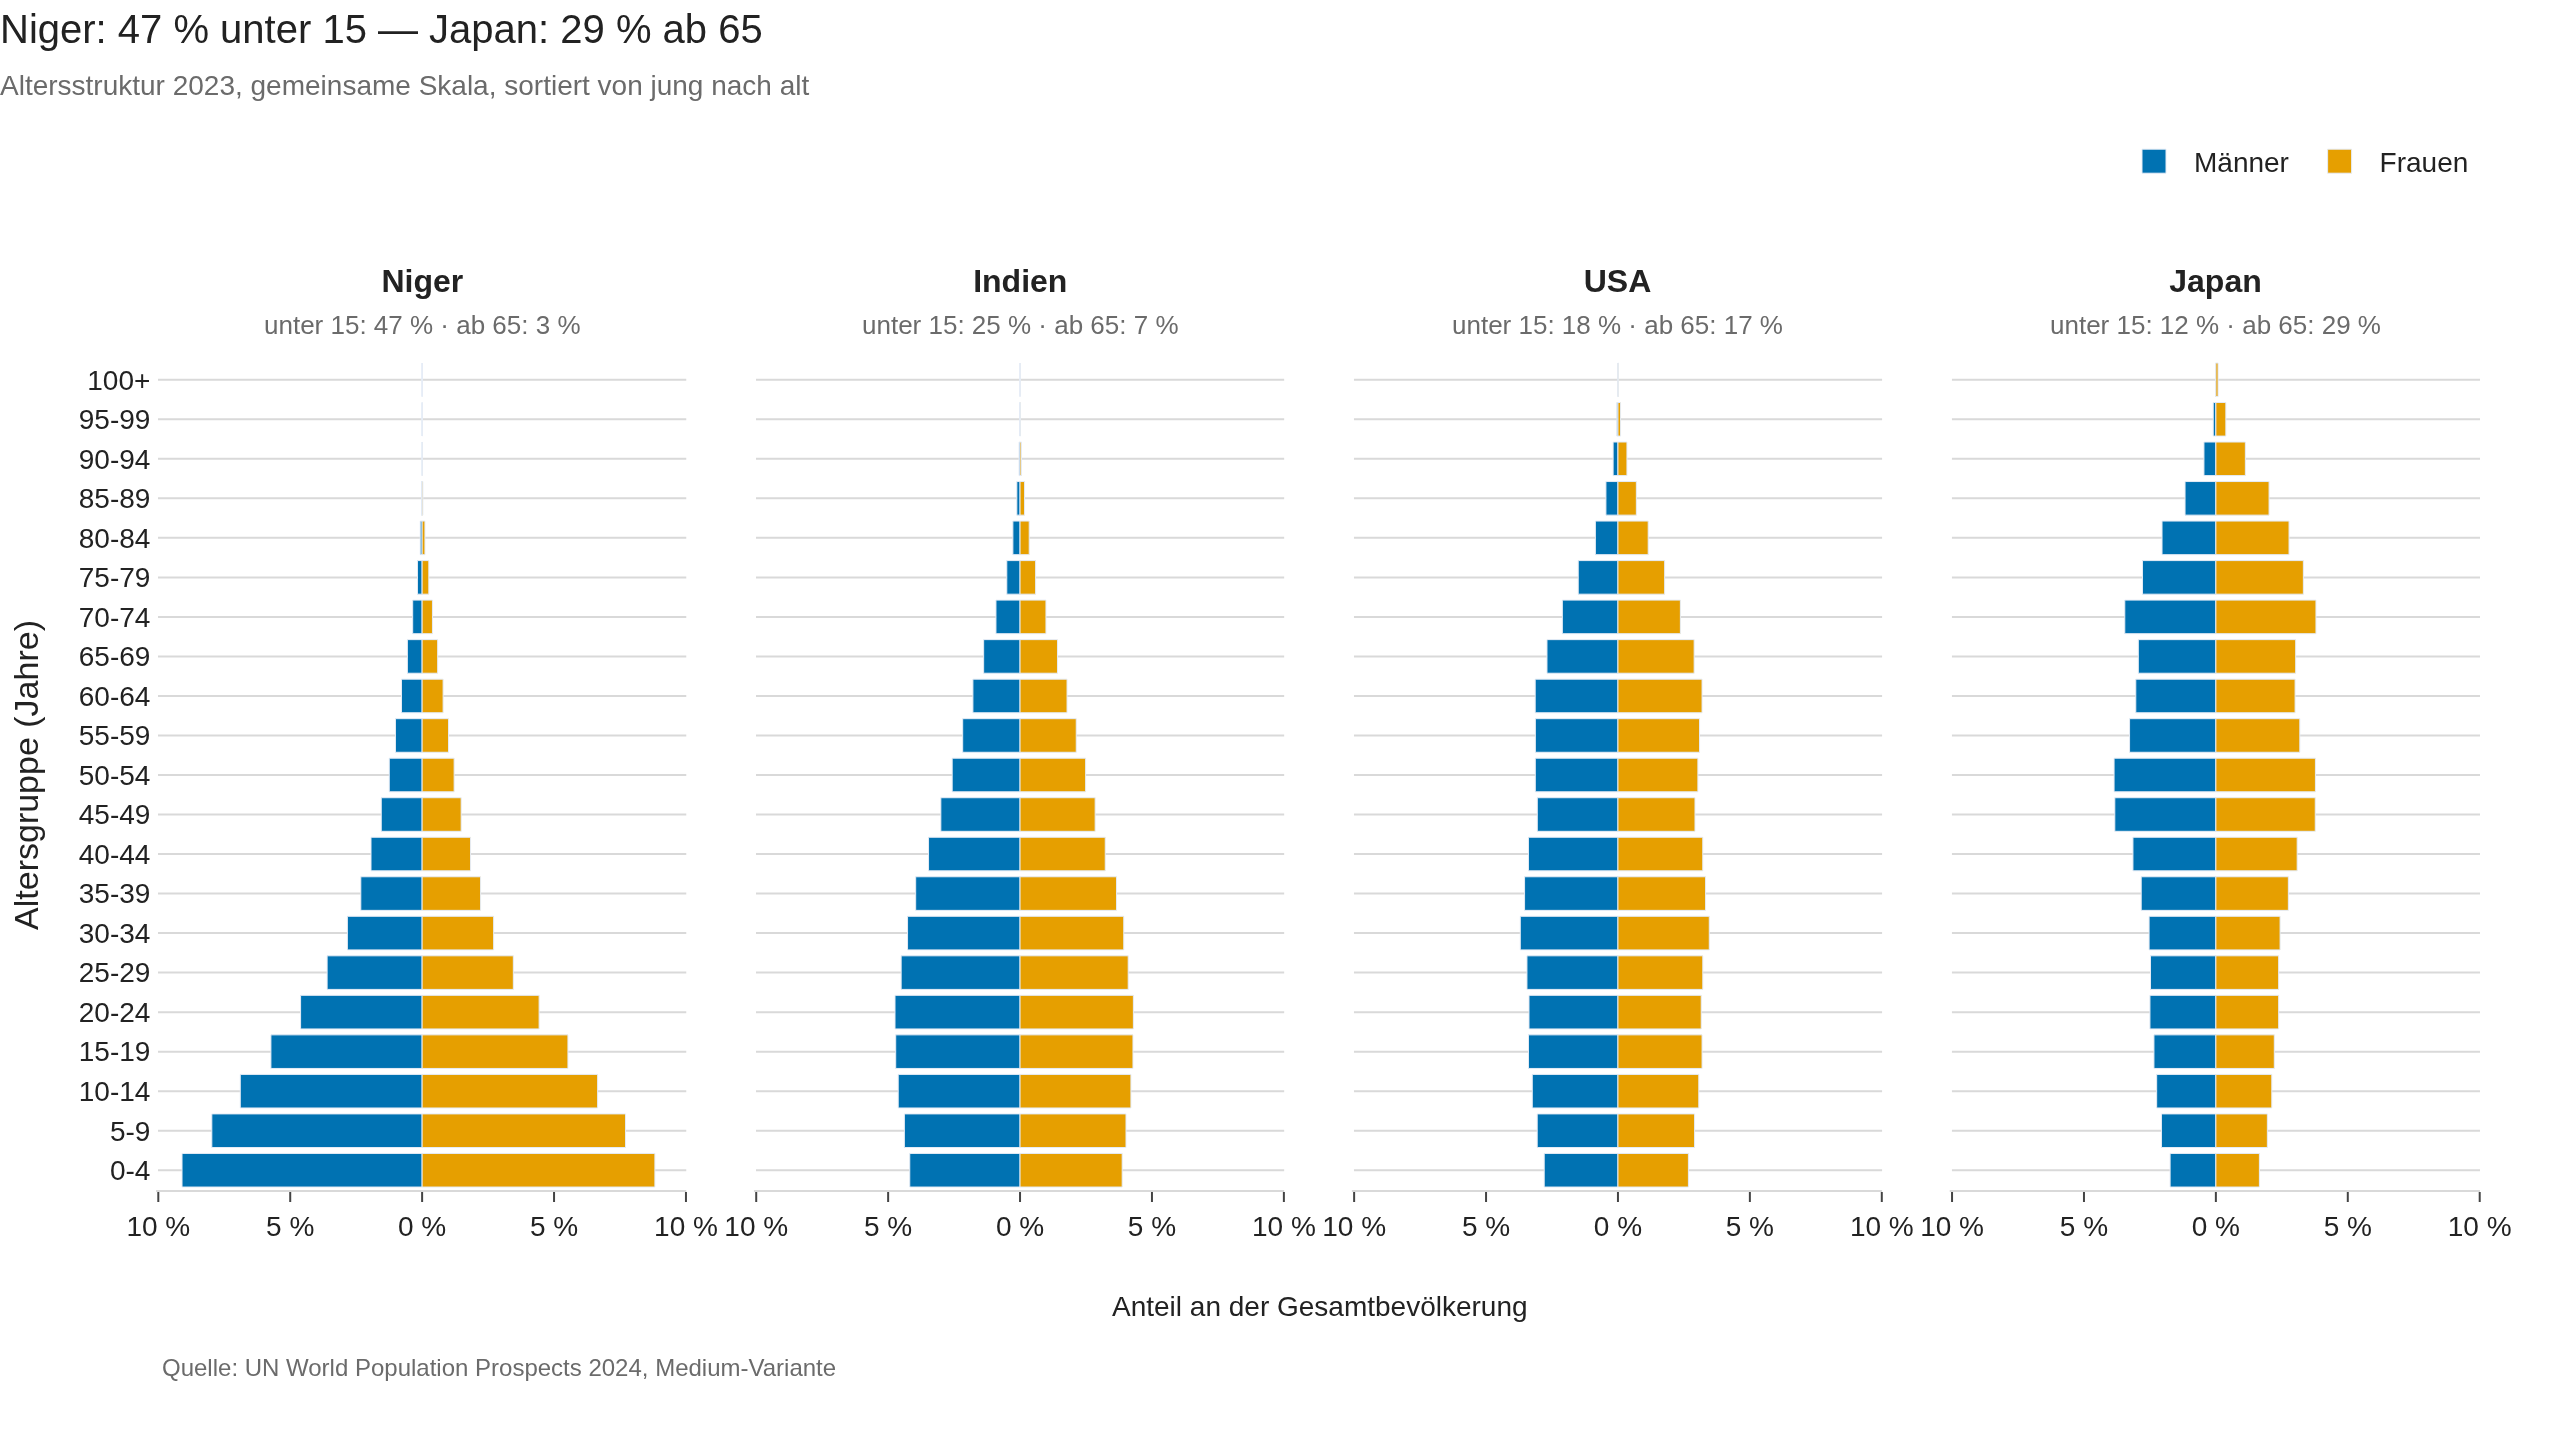 Niger: 47 % unter 15 — Japan: 29 % ab 65
Altersstruktur 2023, gemeinsame Skala, sortiert von jung nach alt
Männer Frauen
Niger Indien USA Japan
unter 15: 47 % · ab 65: 3 % unter 15: 25 % · ab 65: 7 % unter 15: 18 % · ab 65: 17 % unter 15: 12 % · ab 65: 29 %
Altersgruppe (Jahre)
100+
95-99
90-94
85-89
80-84
75-79
70-74
65-69
60-64
55-59
50-54
45-49
40-44
35-39
30-34
25-29
20-24
15-19
10-14
5-9
0-4
10 % 5 % 0 % 5 % 10 % 10 % 5 % 0 % 5 % 10 % 10 % 5 % 0 % 5 % 10 % 10 % 5 % 0 % 5 % 10 %
Anteil an der Gesamtbevölkerung
Quelle: UN World Population Prospects 2024, Medium-Variante